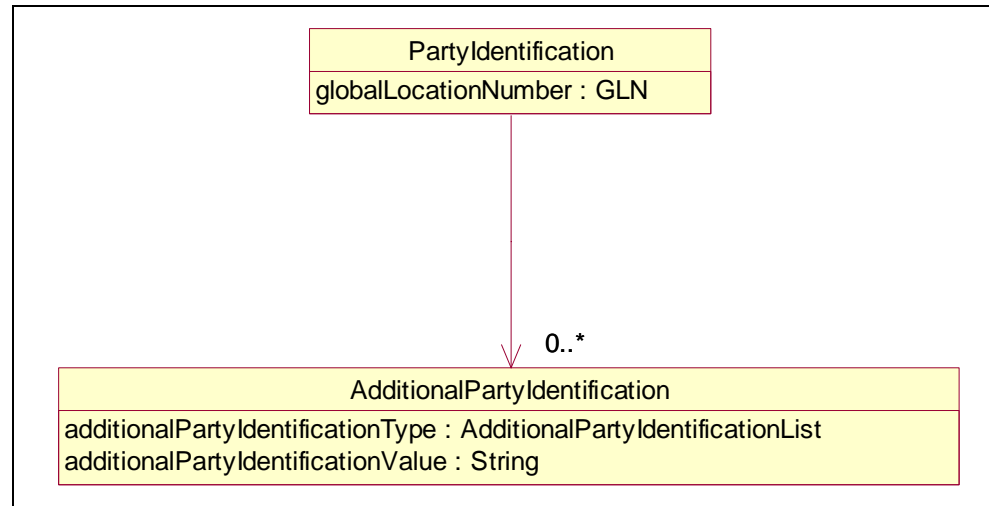 PartyIdentification
globalLocationNumber : GLN
0..*
AdditionalPartyIdentification
additionalPartyIdentificationType : AdditionalPartyIdentificationList
additionalPartyIdentificationValue : String